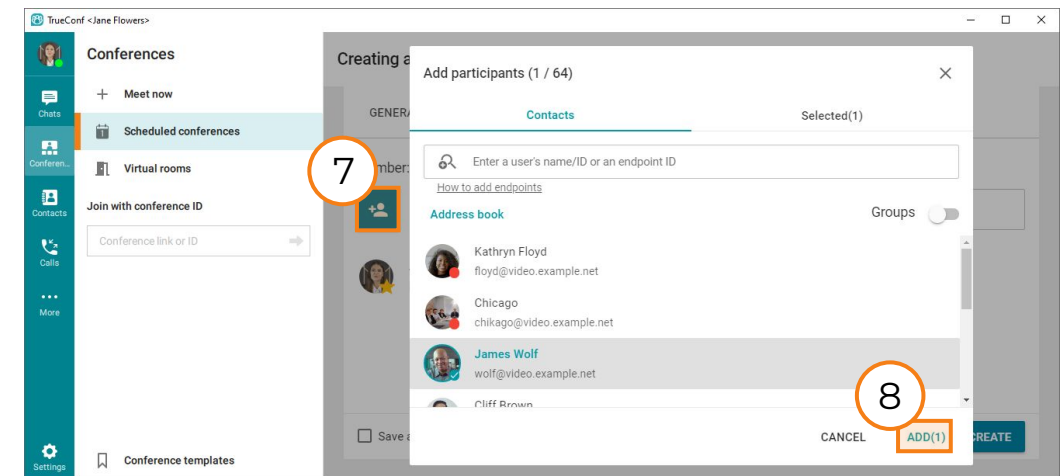 TrueConf <Jane Flowers>
Conferences
Meet now
Scheduled conferences
Virtual rooms
Join with conference ID
Conference link or ID
Conference templates
Chats
Conferen...
Contacts
Calls
More
Settings
Creating a
GENERA
mber:
7
Save a
CREATE
Add participants (1 / 64)
Contacts
Selected(1)
Enter a user's name/ID or an endpoint ID
How to add endpoints
Address book
Groups
Kathryn Floyd
floyd@video.example.net
Chicago
chikago@video.example.net
James Wolf
wolf@video.example.net
Cliff Brown
8
CANCEL
ADD(1)